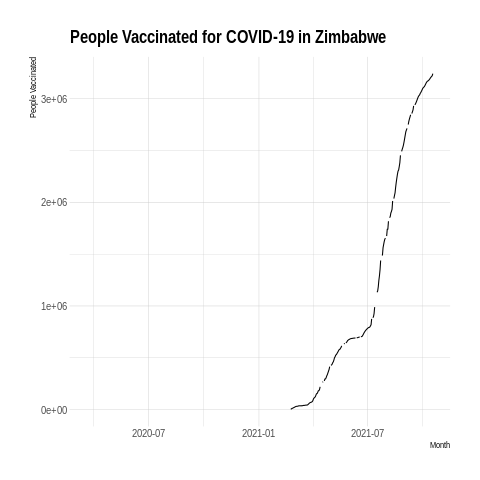 People Vaccinated for COVID-19 in Zimbabwe
People Vaccinated
3e+06
2e+06
1e+06
0e+00
2020-07 2021-01 2021-07
Month